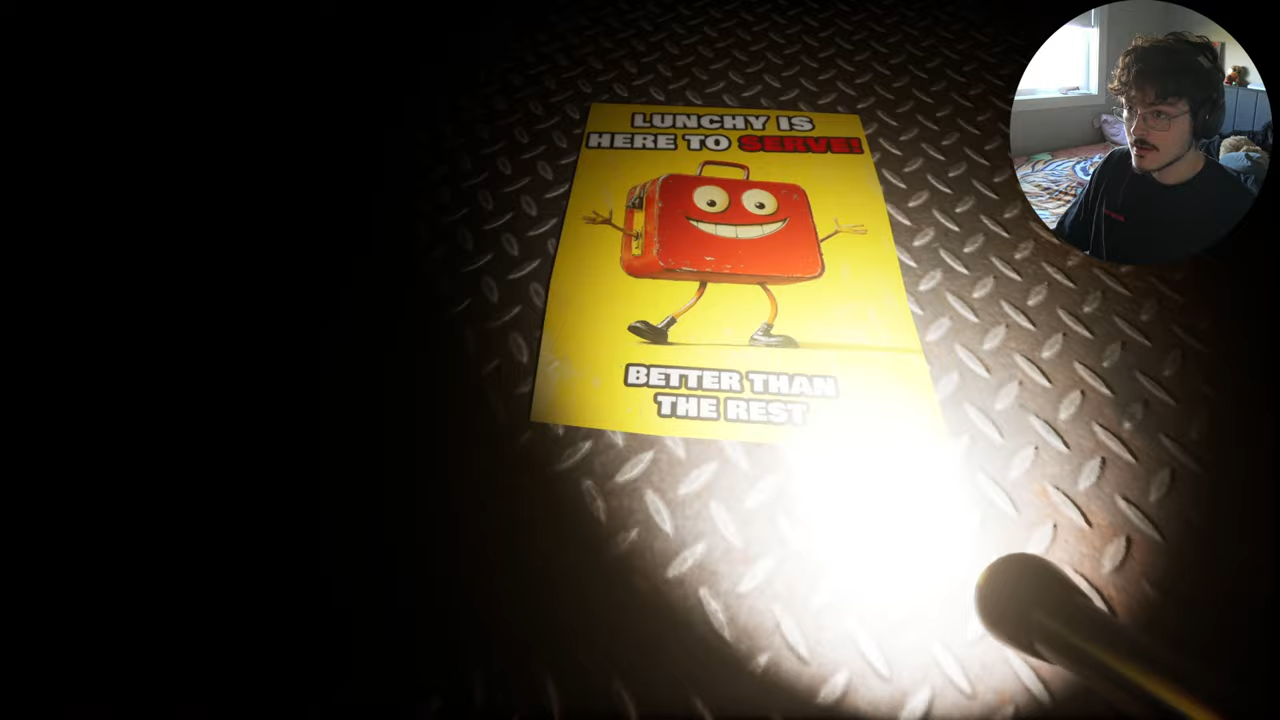 LUNCHY IS
HERE TO SERVE!
BETTER THAN
THE REST